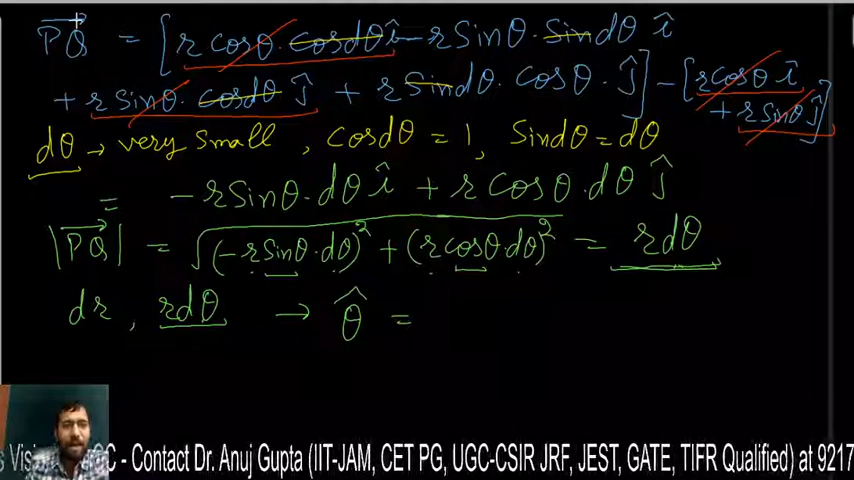 PQ⃗ = [r cosθ · cosdθ î - r Sinθ · Sindθ î
+ r sinθ · cosdθ ĵ + r Sindθ · cosθ · ĵ] - [r cosθ î
+ r sinθ ĵ]
dθ → very small , Cosdθ = 1, Sindθ = dθ
= - r Sinθ · dθ î + r cosθ · dθ ĵ
|PQ⃗| = √(-r sinθ · dθ)² + (r cosθ · dθ)² = rdθ
dr , rdθ → θ̂ =
C - Contact Dr. Anuj Gupta (IIT-JAM, CET PG, UGC-CSIR JRF, JEST, GATE, TIFR Qualified) at 9217